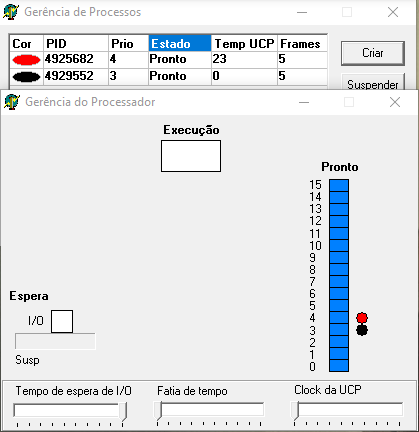 Gerência de Processos
Cor PID Prio Estado Temp UCP Frames
4925682 4 Pronto 23 5
4929552 3 Pronto 0 5
Criar
Suspender
Gerência do Processador
Execução
Pronto
15
14
13
12
11
10
9
8
7
6
5
4
3
2
1
0
Espera
I/O
Susp
Tempo de espera de I/O Fatia de tempo Clock da UCP